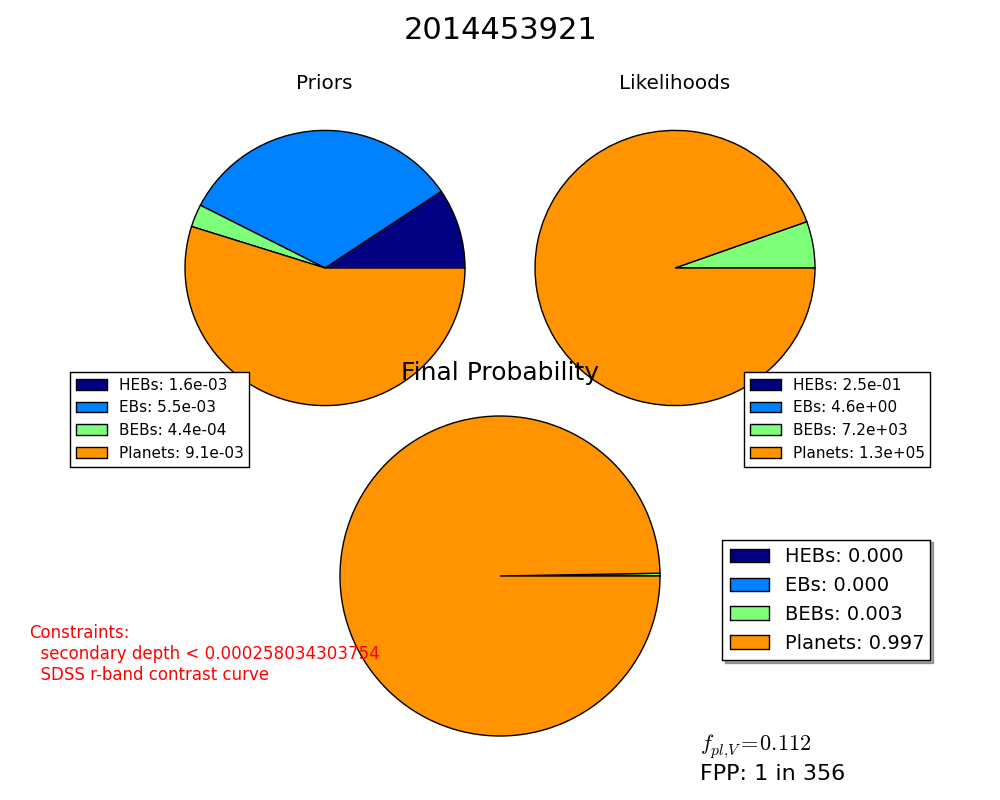 2014453921
Priors
Likelihoods
HEBs: 1.6e-03
EBs: 5.5e-03
BEBs: 4.4e-04
Planets: 9.1e-03
HEBs: 2.5e-01
EBs: 4.6e+00
BEBs: 7.2e+03
Planets: 1.3e+05
Final Probability
HEBs: 0.000
EBs: 0.000
BEBs: 0.003
Planets: 0.997
Constraints:
secondary depth < 0.000258034303754
SDSS r-band contrast curve
f_{pl,V}=0.112
FPP: 1 in 356